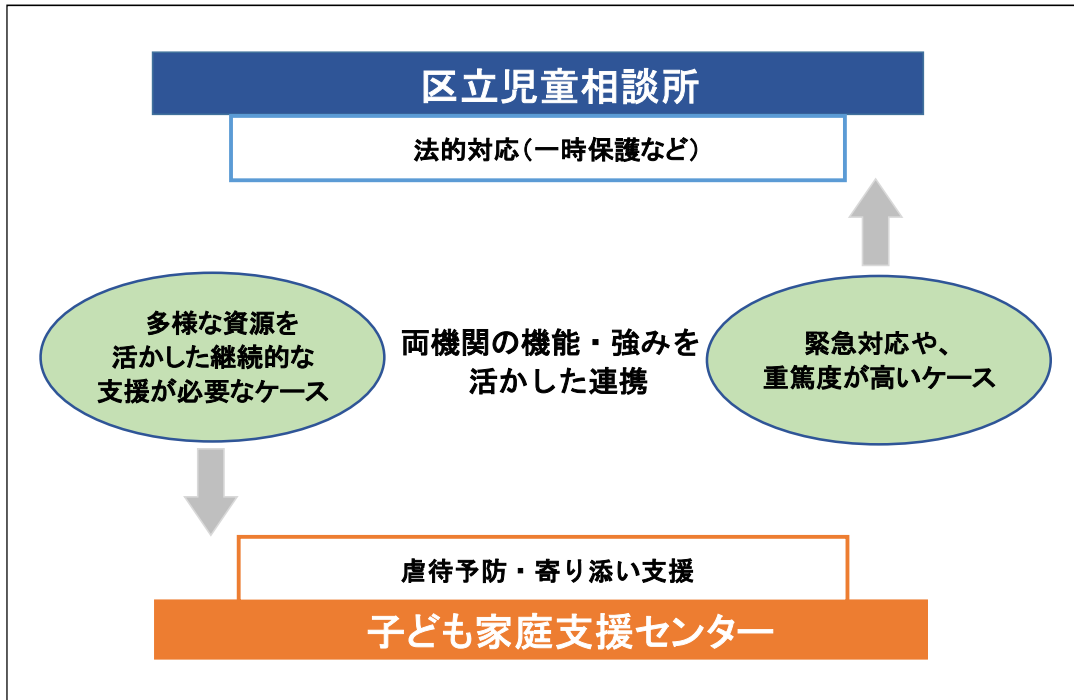 区立児童相談所
法的対応（一時保護など）
多様な資源を
活かした継続的な
支援が必要なケース
両機関の機能・強みを
活かした連携
緊急対応や、
重篤度が高いケース
虐待予防・寄り添い支援
子ども家庭支援センター